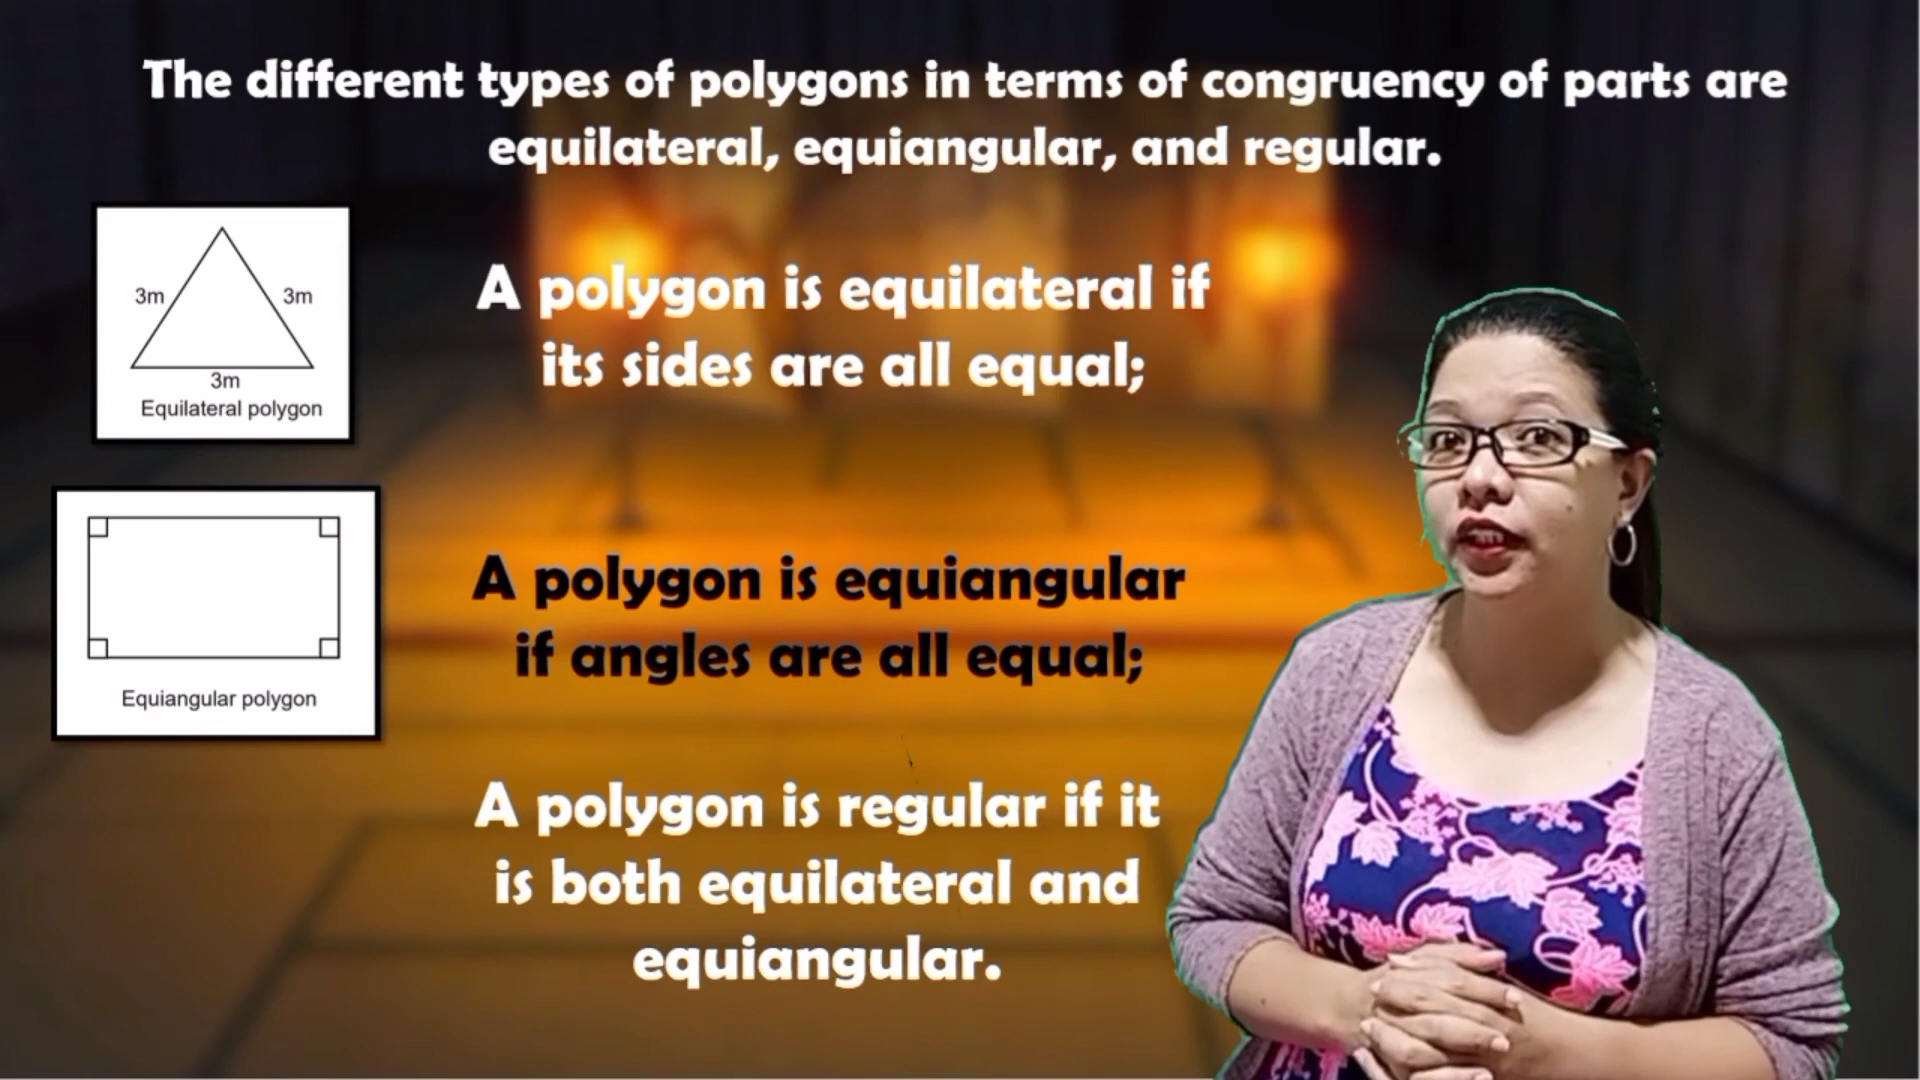 The different types of polygons in terms of congruency of parts are
equilateral, equiangular, and regular.
3m
3m
3m
Equilateral polygon
A polygon is equilateral if
its sides are all equal;
Equiangular polygon
A polygon is equiangular
if angles are all equal;
A polygon is regular if it
is both equilateral and
equiangular.